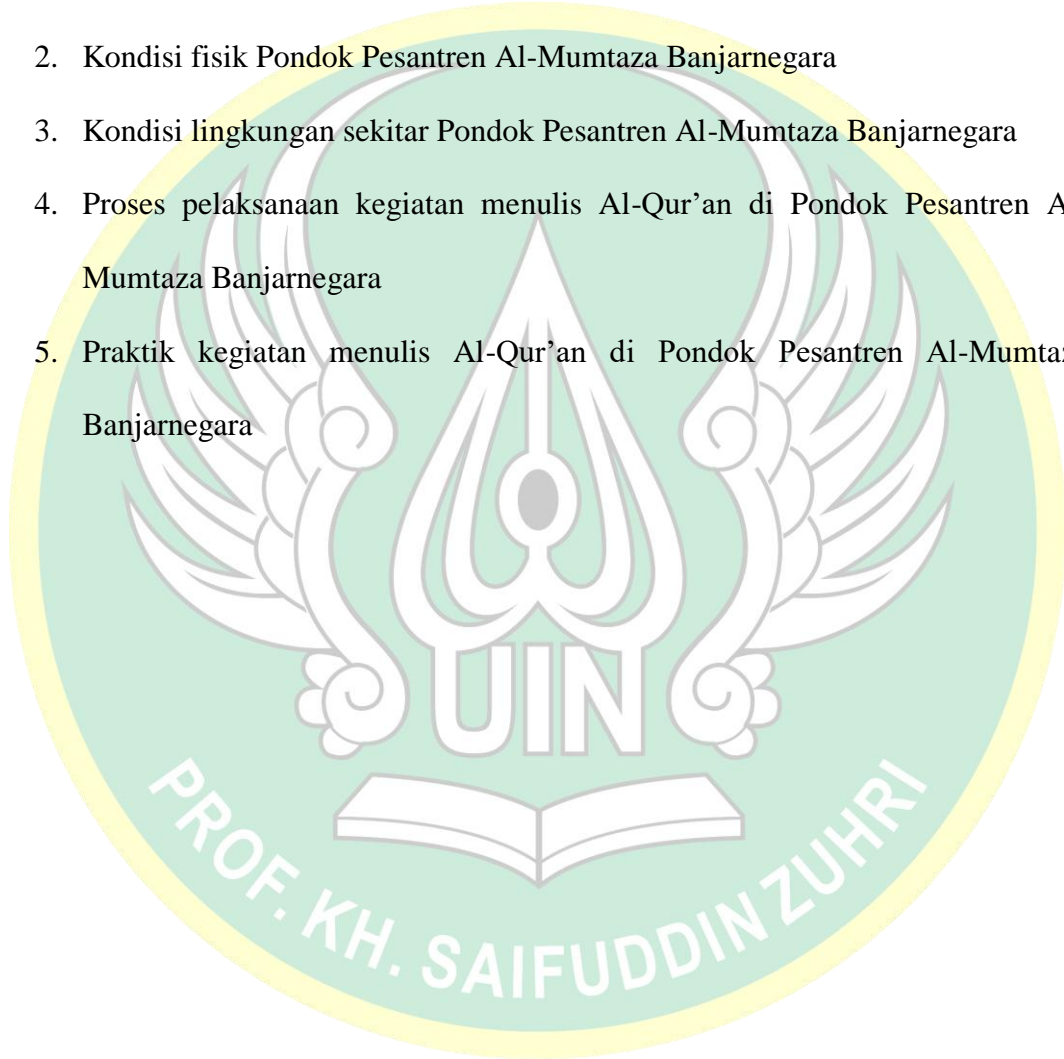 2. Kondisi fisik Pondok Pesantren Al-Mumtaza Banjarnegara
3. Kondisi lingkungan sekitar Pondok Pesantren Al-Mumtaza Banjarnegara
4. Proses pelaksanaan kegiatan menulis Al-Qur’an di Pondok Pesantren A
Mumtaza Banjarnegara
5. Praktik kegiatan menulis Al-Qur’an di Pondok Pesantren Al-Mumtaz
Banjarnegara
UIN
PROF. KH. SAIFUDDIN ZUHRI